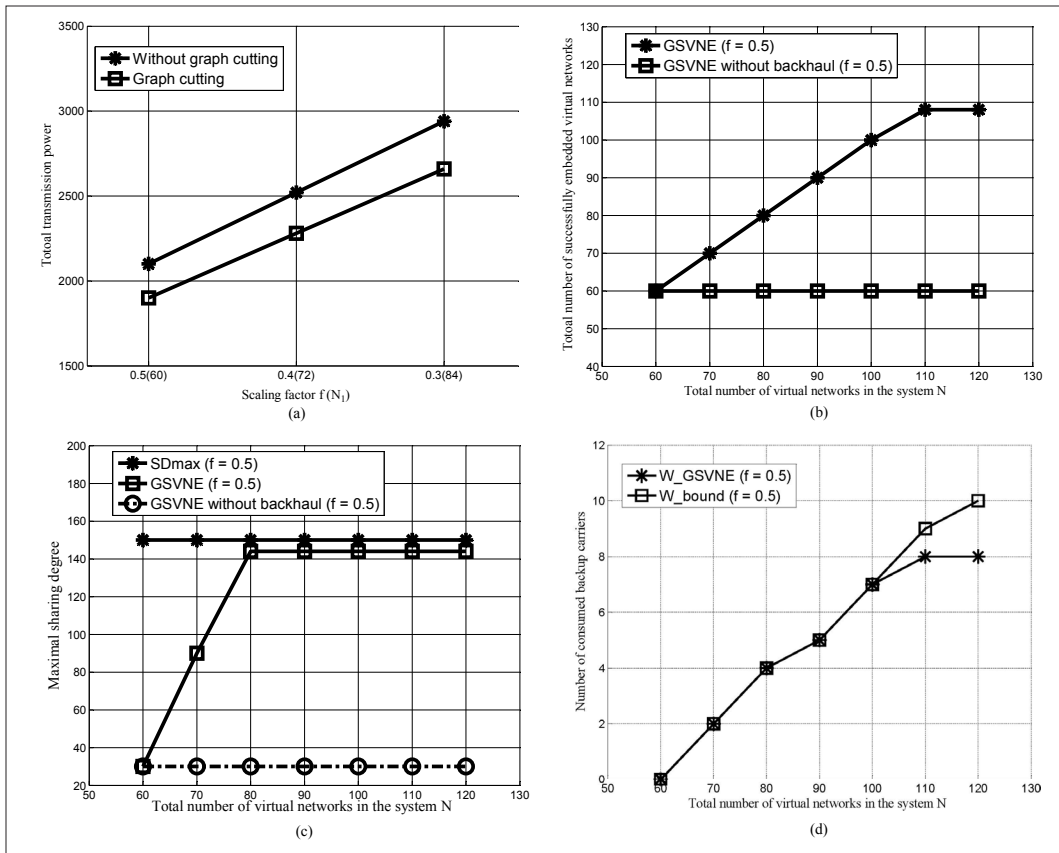 3500
3000
2500
2000
1500
Totoal transmission power
Without graph cutting
Graph cutting
0.5(60)
0.4(72)
0.3(84)
Scaling factor f (N1)
(a)
130
120
110
100
90
80
70
60
50
40
Totoal number of successfully embedded virtual networks
GSVNE (f = 0.5)
GSVNE without backhaul (f = 0.5)
50
60
70
80
90
100
110
120
130
Total number of virtual networks in the system N
(b)
200
180
160
140
120
100
80
60
40
20
Maximal sharing degree
SDmax (f = 0.5)
GSVNE (f = 0.5)
GSVNE without backhaul (f = 0.5)
50
60
70
80
90
100
110
120
130
Total number of virtual networks in the system N
(c)
12
10
8
6
4
2
0
Number of consumed backup carriers
W_GSVNE (f = 0.5)
W_bound (f = 0.5)
50
60
70
80
90
100
110
120
130
Total number of virtual networks in the system N
(d)